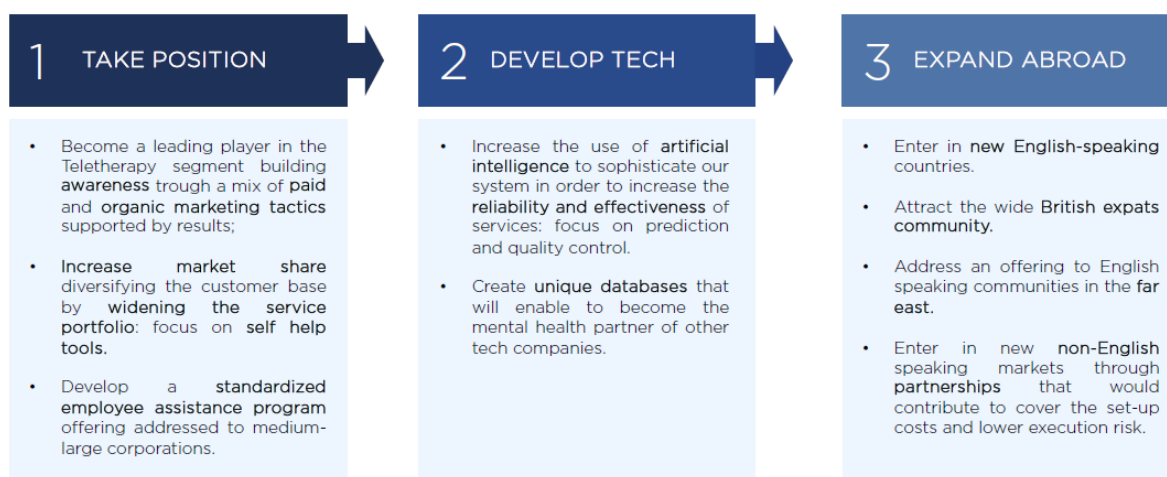 1 TAKE POSITION
• Become a leading player in the
Teletherapy segment building
awareness trough a mix of paid
and organic marketing tactics
supported by results;
• Increase market share
diversifying the customer base
by widening the service
portfolio: focus on self help
tools.
• Develop a standardized
employee assistance program
offering addressed to medium-
large corporations.
2 DEVELOP TECH
• Increase the use of artificial
intelligence to sophisticate our
system in order to increase the
reliability and effectiveness of
services: focus on prediction
and quality control.
• Create unique databases that
will enable to become the
mental health partner of other
tech companies.
3 EXPAND ABROAD
• Enter in new English-speaking
countries.
• Attract the wide British expats
community.
• Address an offering to English
speaking communities in the far
east.
• Enter in new non-English
speaking markets through
partnerships that would
contribute to cover the set-up
costs and lower execution risk.